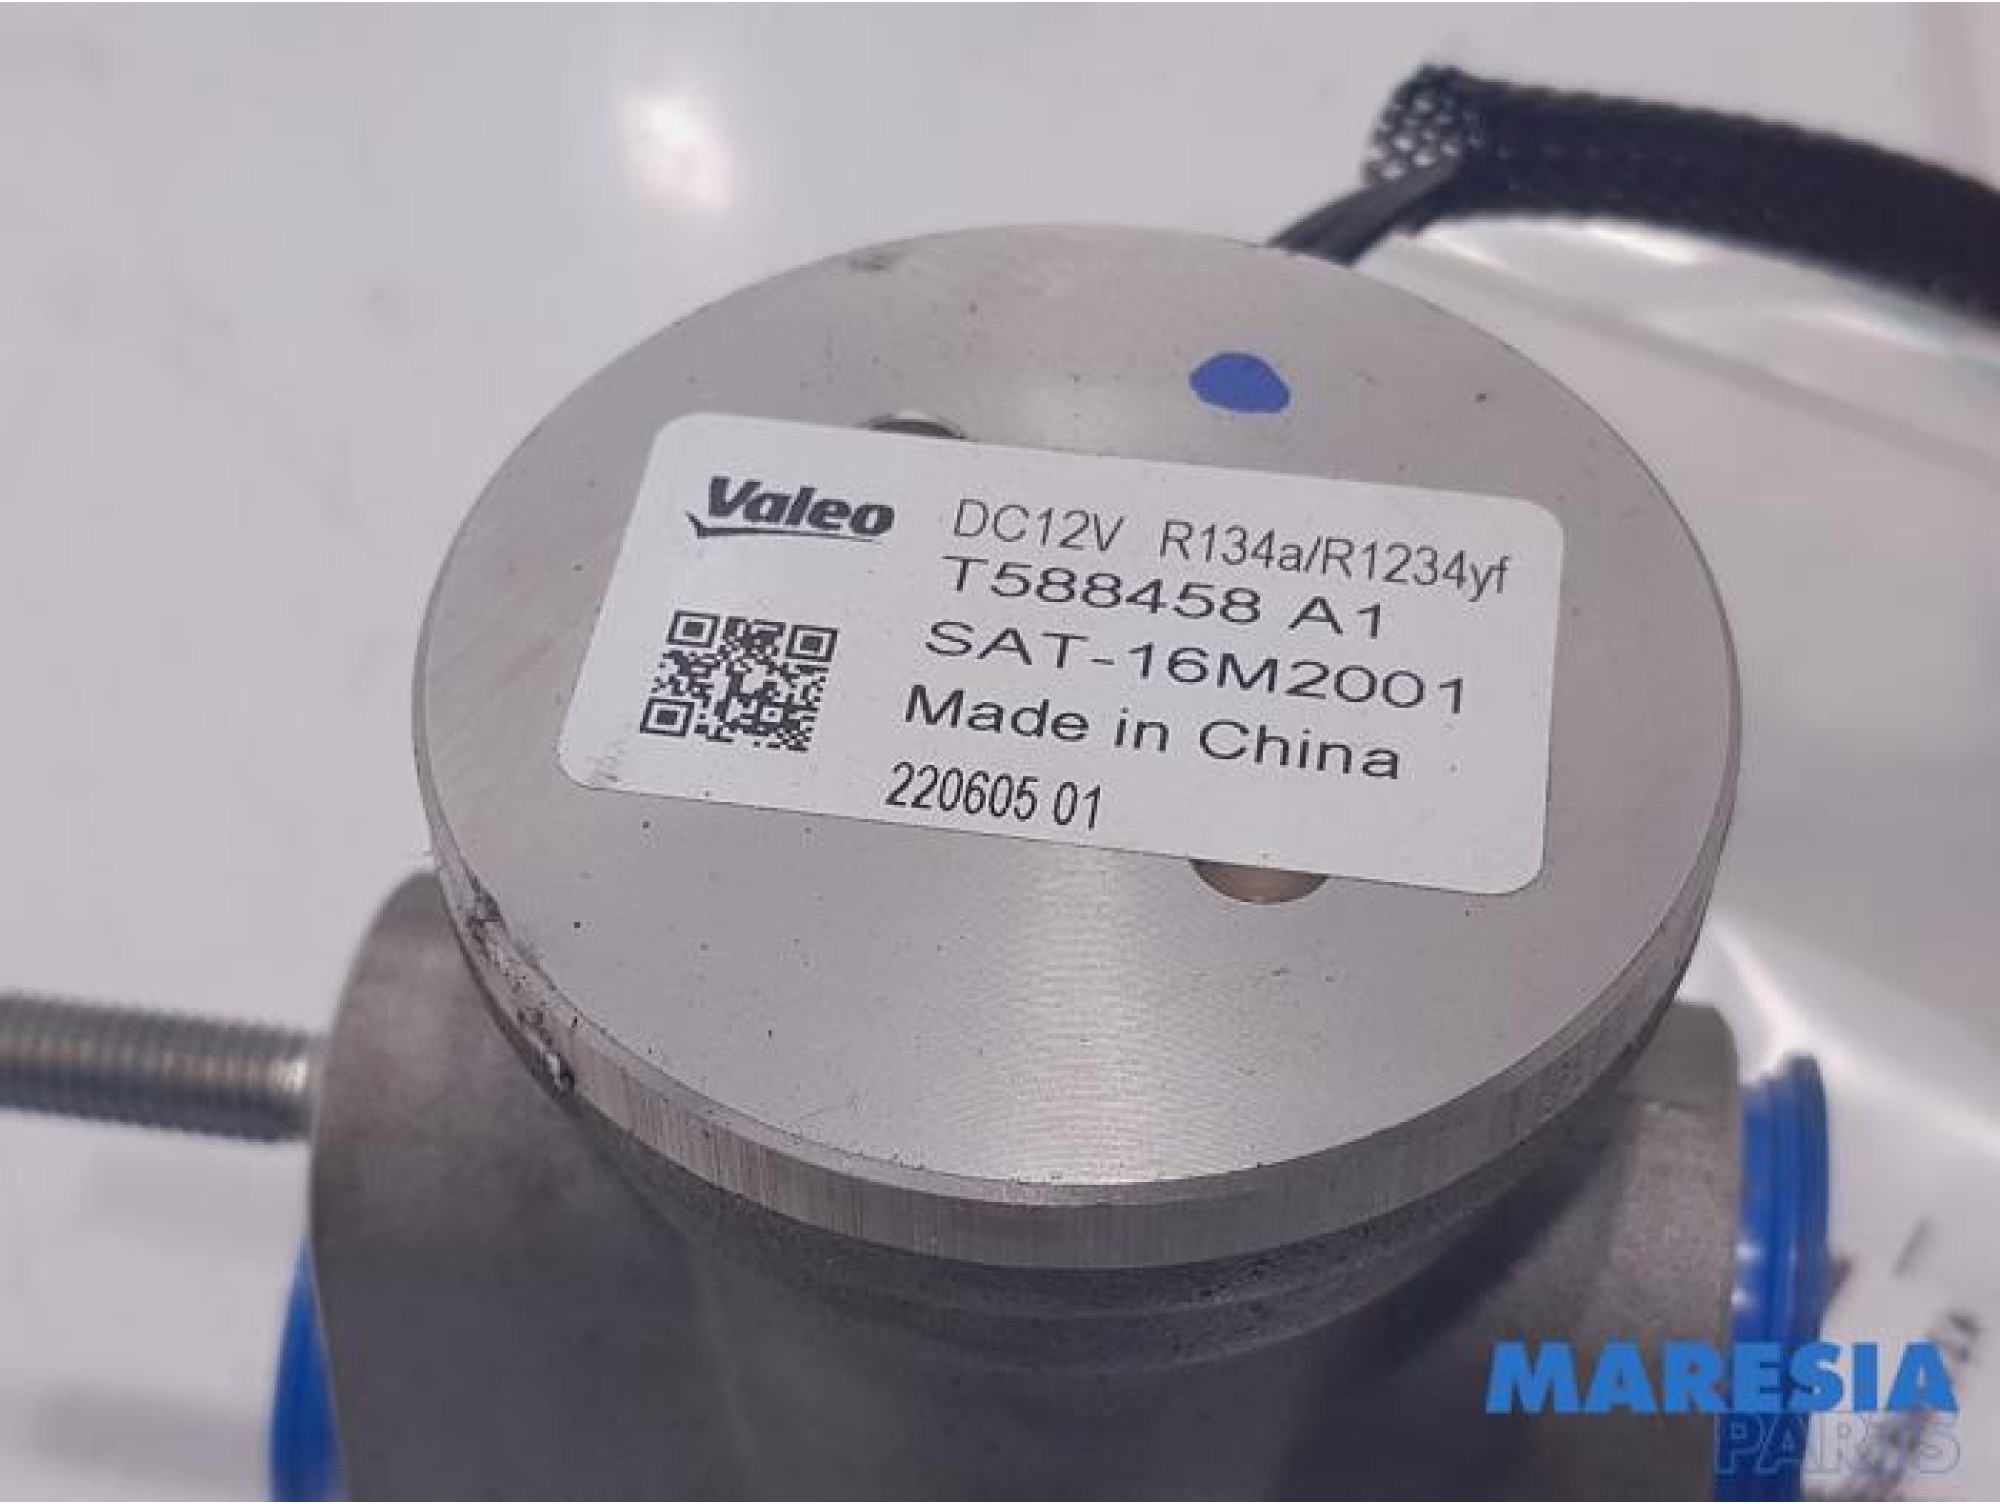 Valeo
DC12V R134a/R1234yf
T588458 A1
SAT-16M2001
Made in China
220605 01
MARESIA
PARTS